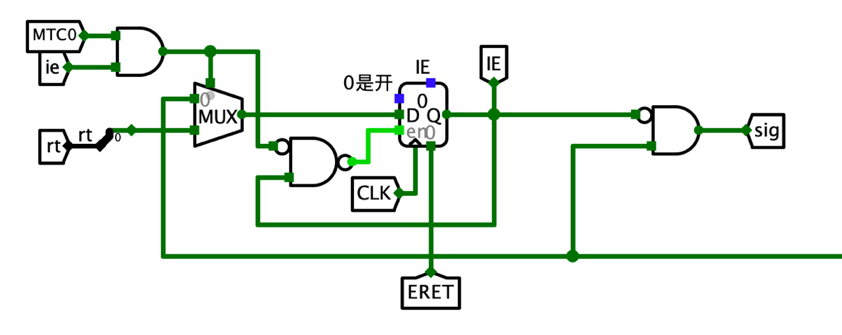 MTC0
ie
IE
IE
0是开
0
0
D Q
MUX
en 0
rt
rt
0
CLK
sig
ERET